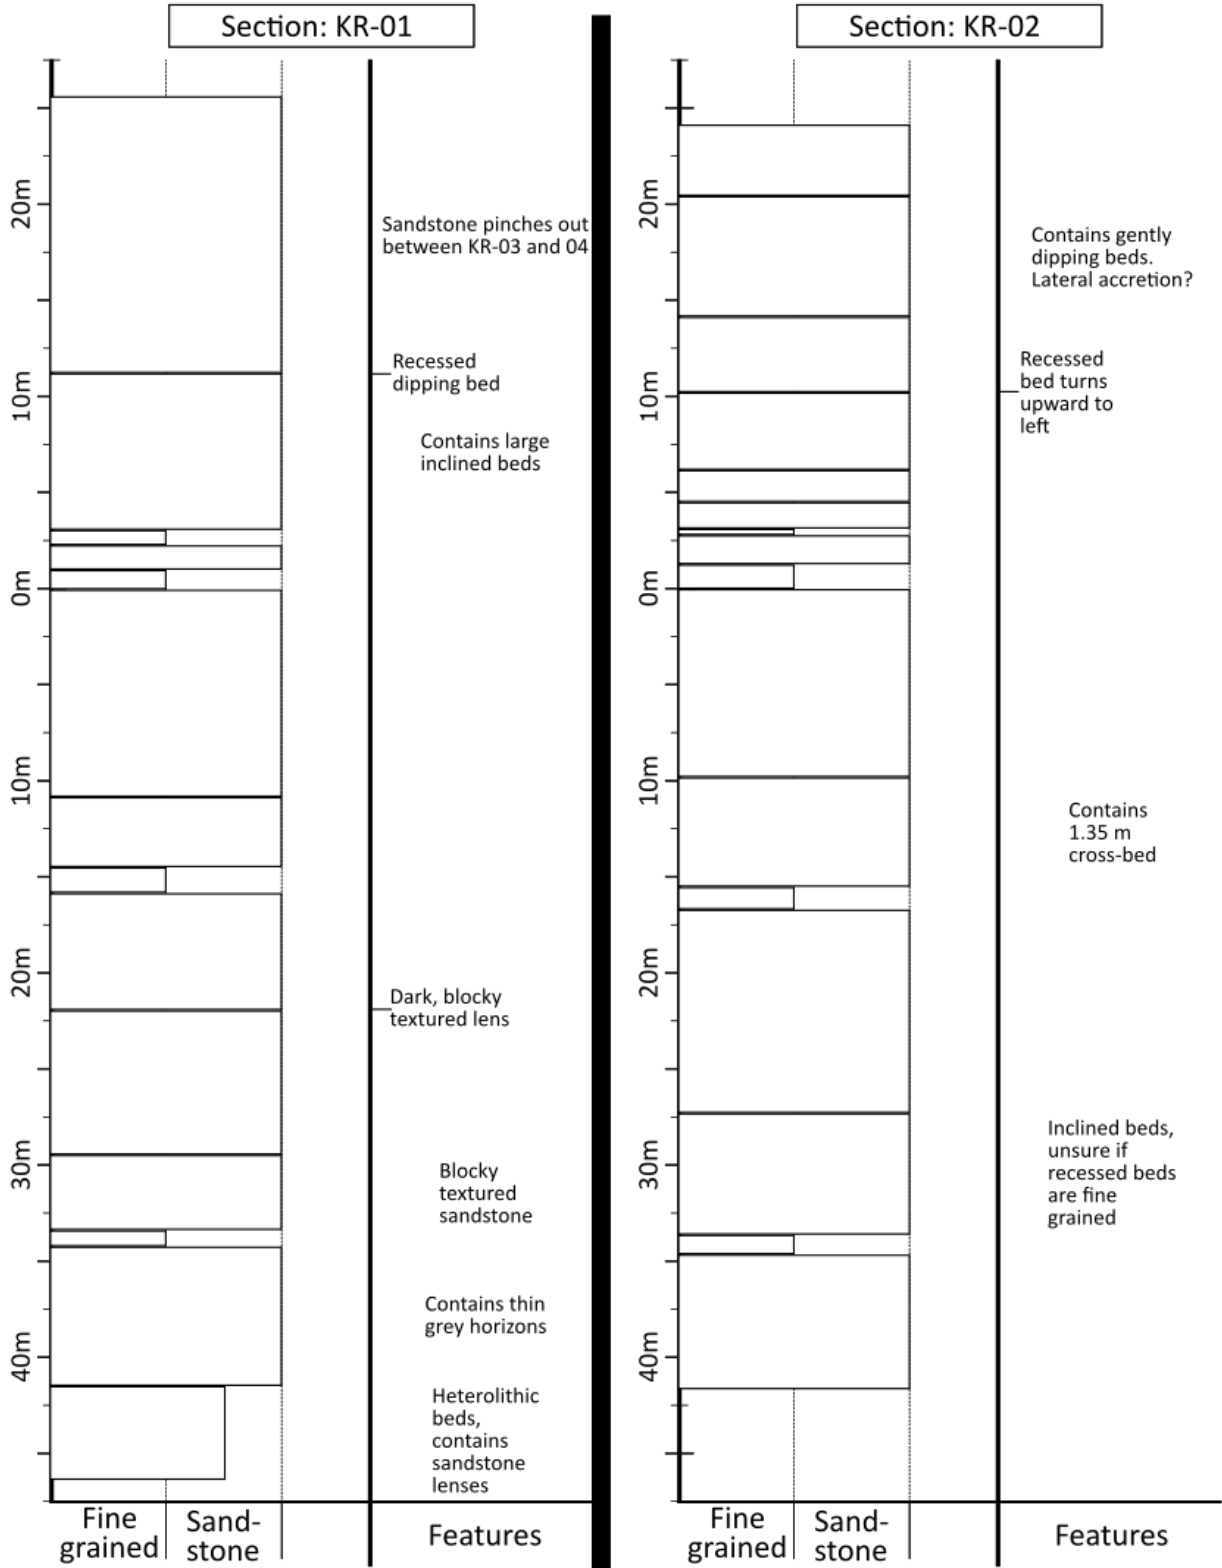 Section: KR-01
20m
10m
0m
10m
20m
30m
40m
Sandstone pinches out
between KR-03 and 04
Recessed
dipping bed
Contains large
inclined beds
Dark, blocky
textured lens
Blocky
textured
sandstone
Contains thin
grey horizons
Heterolithic
beds,
contains
sandstone
lenses
Fine
grained
Sand-
stone
Features
Section: KR-02
20m
10m
0m
10m
20m
30m
40m
Contains gently
dipping beds.
Lateral accretion?
Recessed
bed turns
upward to
left
Contains
1.35 m
cross-bed
Inclined beds,
unsure if
recessed beds
are fine
grained
Fine
grained
Sand-
stone
Features